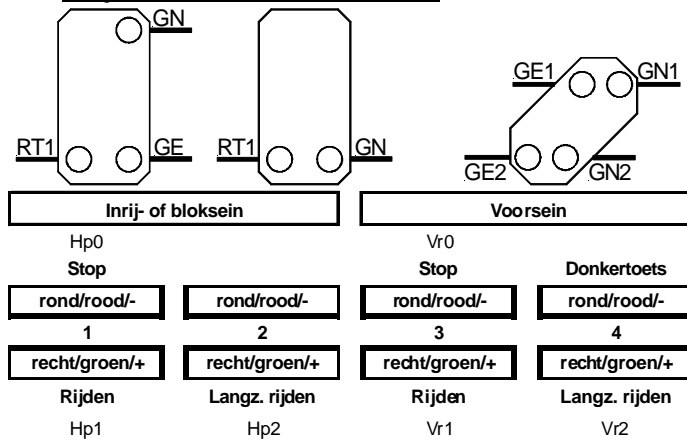 GN
GE1 GN1
RT1 GE RT1 GN
GE2 GN2
Inrij- of bloksein Voorsein
Hp0 Vr0
Stop Stop Donkertoets
rond/rood/- rond/rood/- rond/rood/- rond/rood/-
1 2 3 4
recht/groen/+ recht/groen/+ recht/groen/+ recht/groen/+
Rijden Langz. rijden Rijden Langz. rijden
Hp1 Hp2 Vr1 Vr2